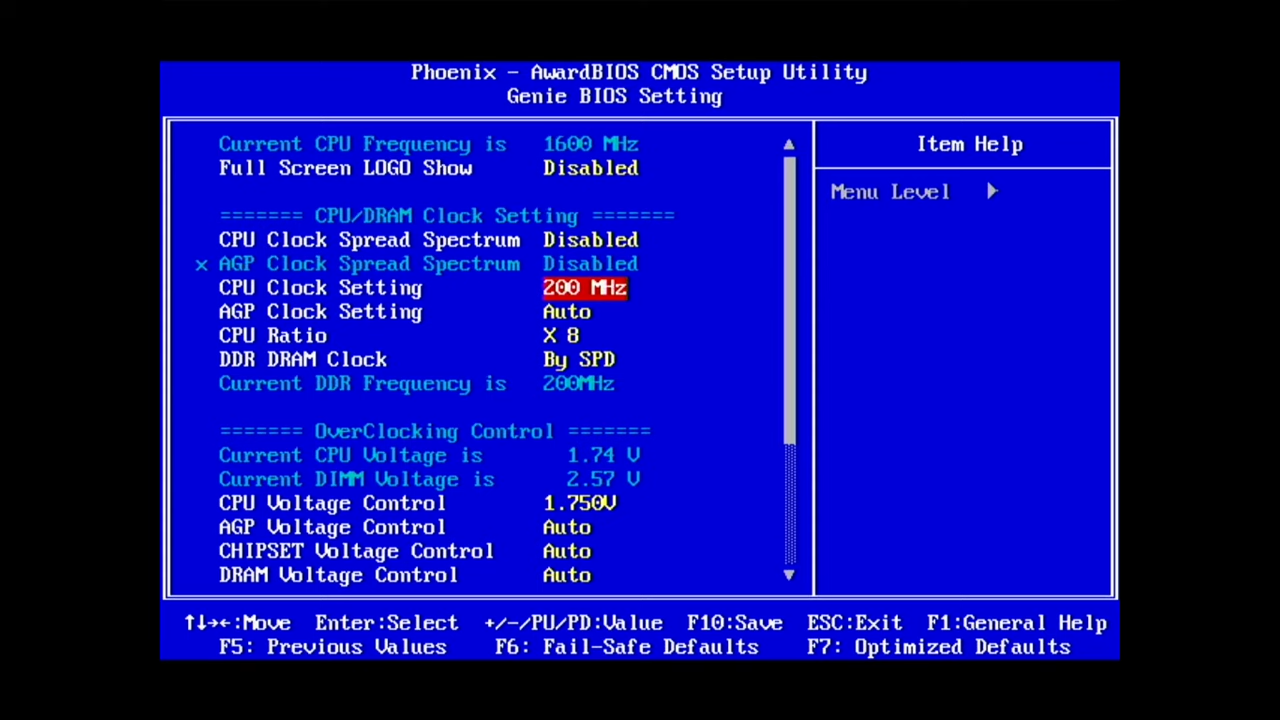 Phoenix - AwardBIOS CMOS Setup Utility
Genie BIOS Setting
Current CPU Frequency is 1600 MHz
Full Screen LOGO Show Disabled
======= CPU/DRAM Clock Setting =======
CPU Clock Spread Spectrum Disabled
x AGP Clock Spread Spectrum Disabled
CPU Clock Setting 200 MHz
AGP Clock Setting Auto
CPU Ratio X 8
DDR DRAM Clock By SPD
Current DDR Frequency is 200MHz
======= OverClocking Control =======
Current CPU Voltage is 1.74 V
Current DIMM Voltage is 2.57 V
CPU Voltage Control 1.750V
AGP Voltage Control Auto
CHIPSET Voltage Control Auto
DRAM Voltage Control Auto
Item Help
Menu Level ▶
↑↓→←:Move Enter:Select +/-/PU/PD:Value F10:Save ESC:Exit F1:General Help
F5: Previous Values F6: Fail-Safe Defaults F7: Optimized Defaults